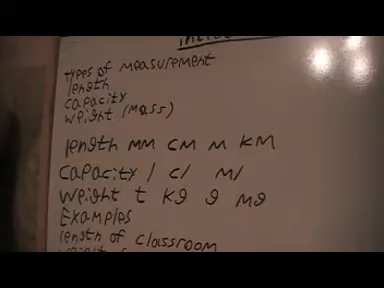 types of measurement
length
capacity
weight (mass)
length mm cm m km
capacity l cl ml
weight t kg g mg
Examples
length of classroom